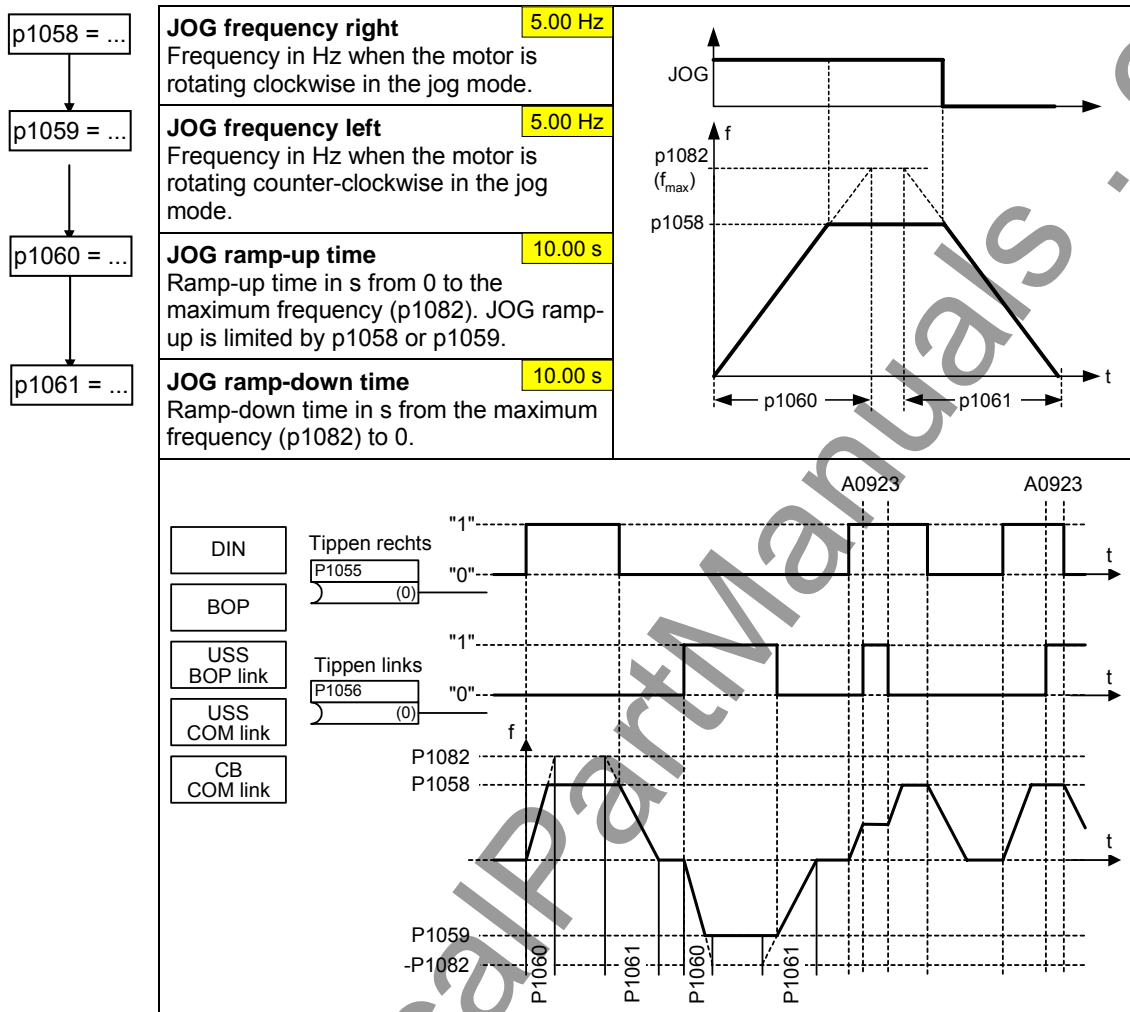 p1058 = ...
JOG frequency right
5.00 Hz
Frequency in Hz when the motor is
rotating clockwise in the jog mode.
p1059 = ...
JOG frequency left
5.00 Hz
Frequency in Hz when the motor is
rotating counter-clockwise in the jog
mode.
p1060 = ...
JOG ramp-up time
10.00 s
Ramp-up time in s from 0 to the
maximum frequency (p1082). JOG ramp-
up is limited by p1058 or p1059.
p1061 = ...
JOG ramp-down time
10.00 s
Ramp-down time in s from the maximum
frequency (p1082) to 0.
JOG
f
p1082
(fmax)
p1058
t
p1060
p1061
A0923
A0923
DIN
BOP
USS
BOP link
USS
COM link
CB
COM link
Tippen rechts
P1055
(0)
"1"
"0"
t
Tippen links
P1056
(0)
"1"
"0"
t
f
P1082
P1058
t
P1059
-P1082
P1060
P1061
P1060
P1061
calPartManuals .